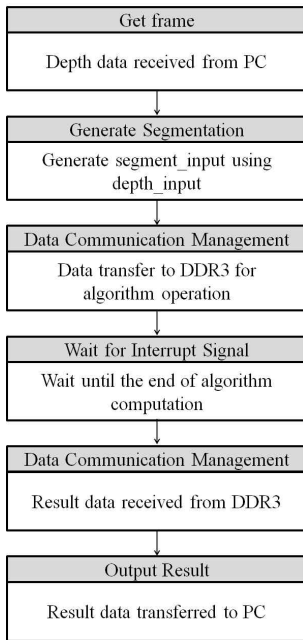 Get frame
Depth data received from PC
Generate Segmentation
Generate segment_input using
depth_input
Data Communication Management
Data transfer to DDR3 for
algorithm operation
Wait for Interrupt Signal
Wait until the end of algorithm
computation
Data Communication Management
Result data received from DDR3
Output Result
Result data transferred to PC